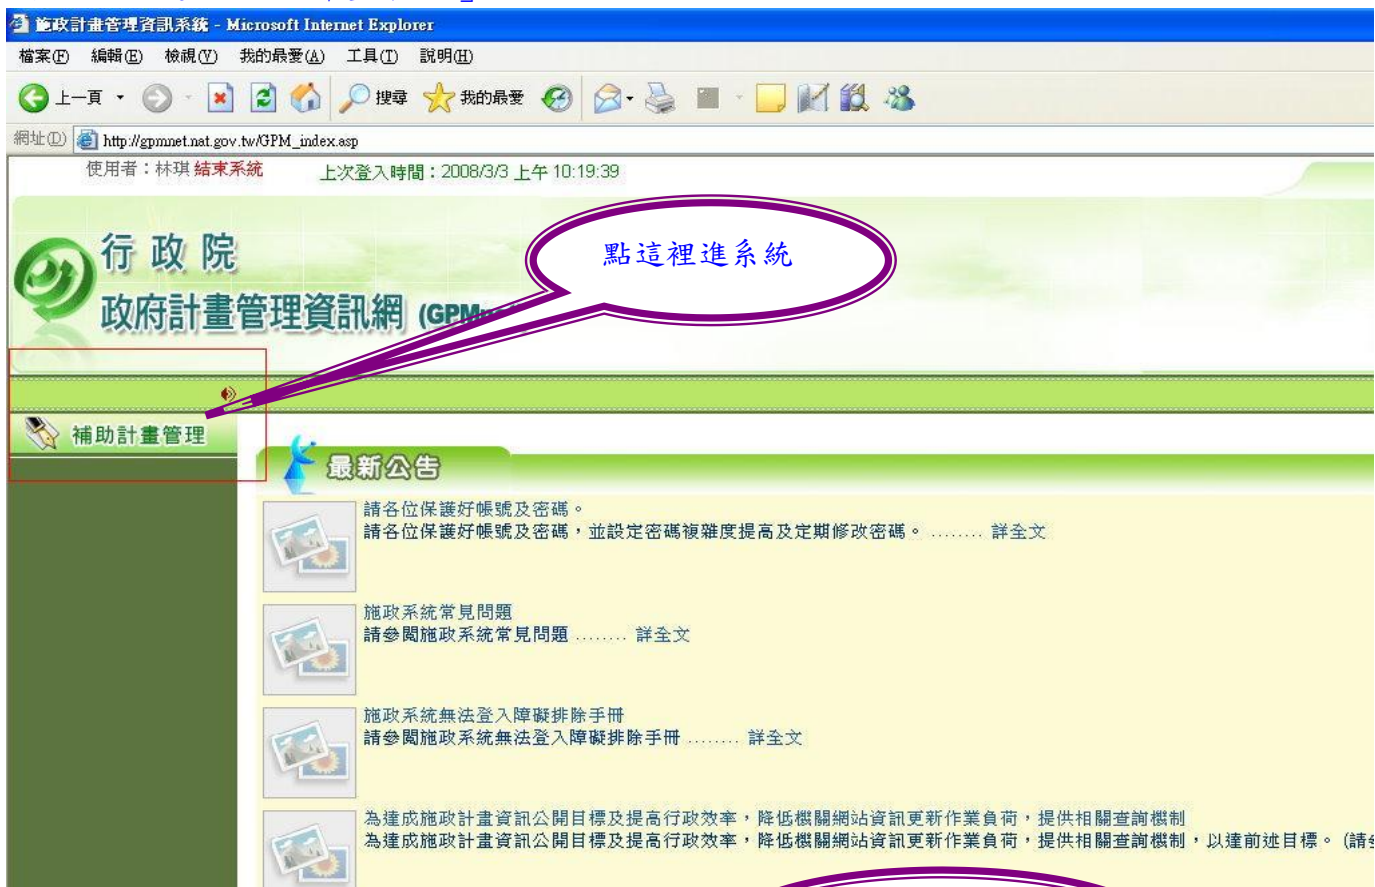 施政計畫管理資訊系統 - Microsoft Internet Explorer
檔案(F) 編輯(E) 檢視(V) 我的最愛(A) 工具(T) 說明(H)
上一頁 搜尋 我的最愛
網址(D) http://gpmnet.nat.gov.tw/GPM_index.asp
使用者：林琪 結束系統 上次登入時間：2008/3/3 上午 10:19:39
點這裡進系統
行政院
政府計畫管理資訊網
補助計畫管理
最新公告
請各位保護好帳號及密碼。
請各位保護好帳號及密碼，並設定密碼複雜度提高及定期修改密碼。 ........ 詳全文
施政系統常見問題
請參閱施政系統常見問題 ........ 詳全文
施政系統無法登入障礙排除手冊
請參閱施政系統無法登入障礙排除手冊 ........ 詳全文
為達成施政計畫資訊公開目標及提高行政效率，降低機關網站資訊更新作業負荷，提供相關查詢機制
為達成施政計畫資訊公開目標及提高行政效率，降低機關網站資訊更新作業負荷，提供相關查詢機制，以達前述目標。 (請